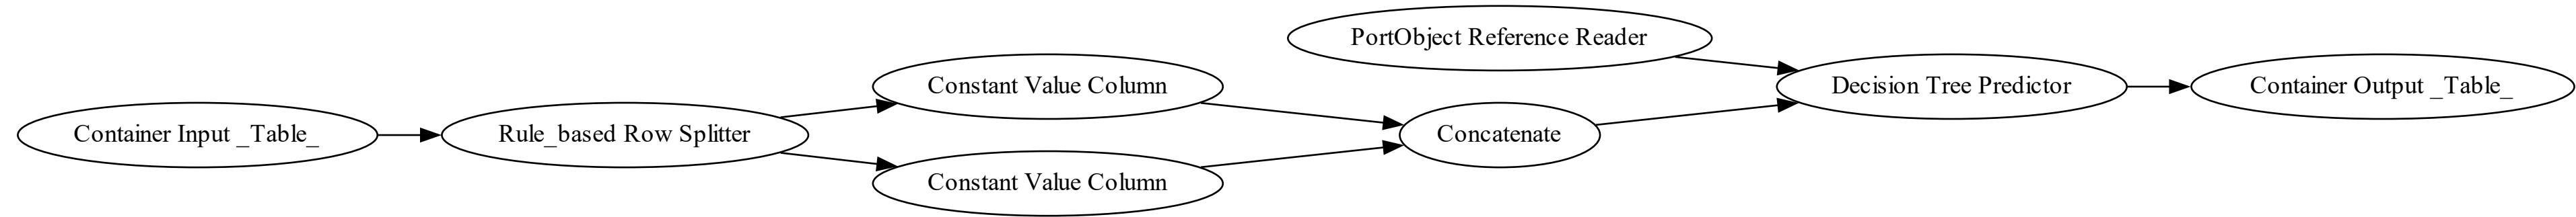 Container Input _Table_
Rule_based Row Splitter
Constant Value Column
Constant Value Column
PortObject Reference Reader
Concatenate
Decision Tree Predictor
Container Output _Table_